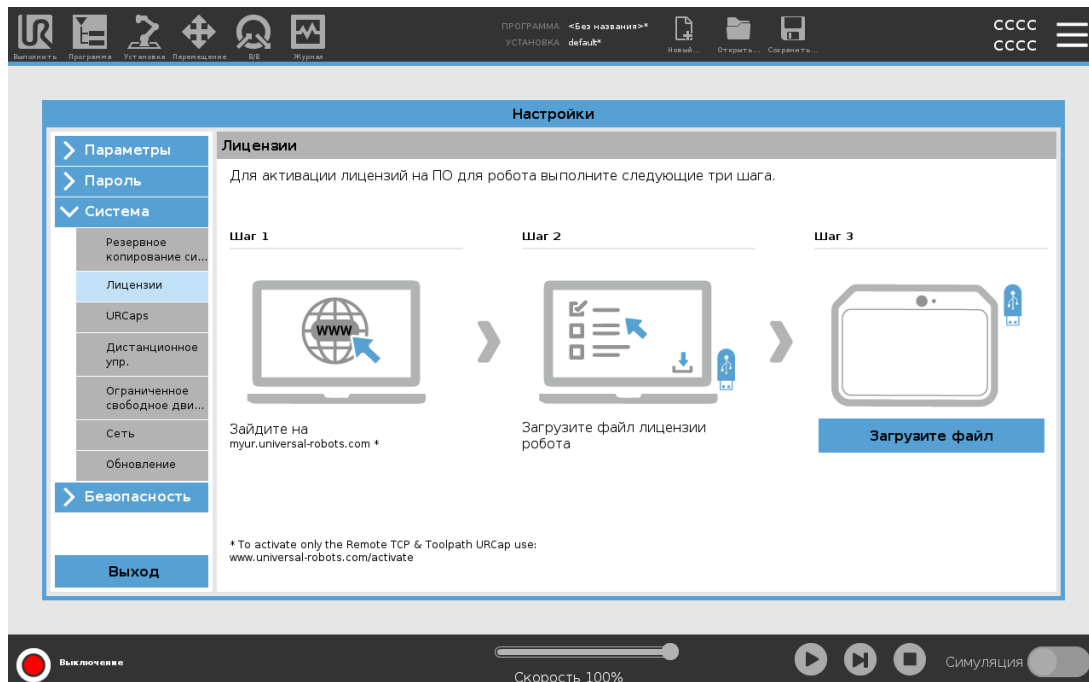 ПРОГРАММА <Без названия>*
УСТАНОВКА default*
Выполнить Программа Установка Перемещение В/В Журнал
Новый... Открыть... Сохранить...
CCCC
CCCC
Настройки
Параметры
Пароль
Система
Резервное
копирование си...
Лицензии
URCaps
Дистанционное
упр.
Ограниченное
свободное дви...
Сеть
Обновление
Безопасность
Выход
Лицензии
Для активации лицензий на ПО для робота выполните следующие три шага.
Шаг 1
WWW
Зайдите на
myur.universal-robots.com *
Шаг 2
Загрузите файл лицензии
робота
Шаг 3
Загрузите файл
* To activate only the Remote TCP & Toolpath URCap use:
www.universal-robots.com/activate
Выключение
Скорость 100%
Симуляция